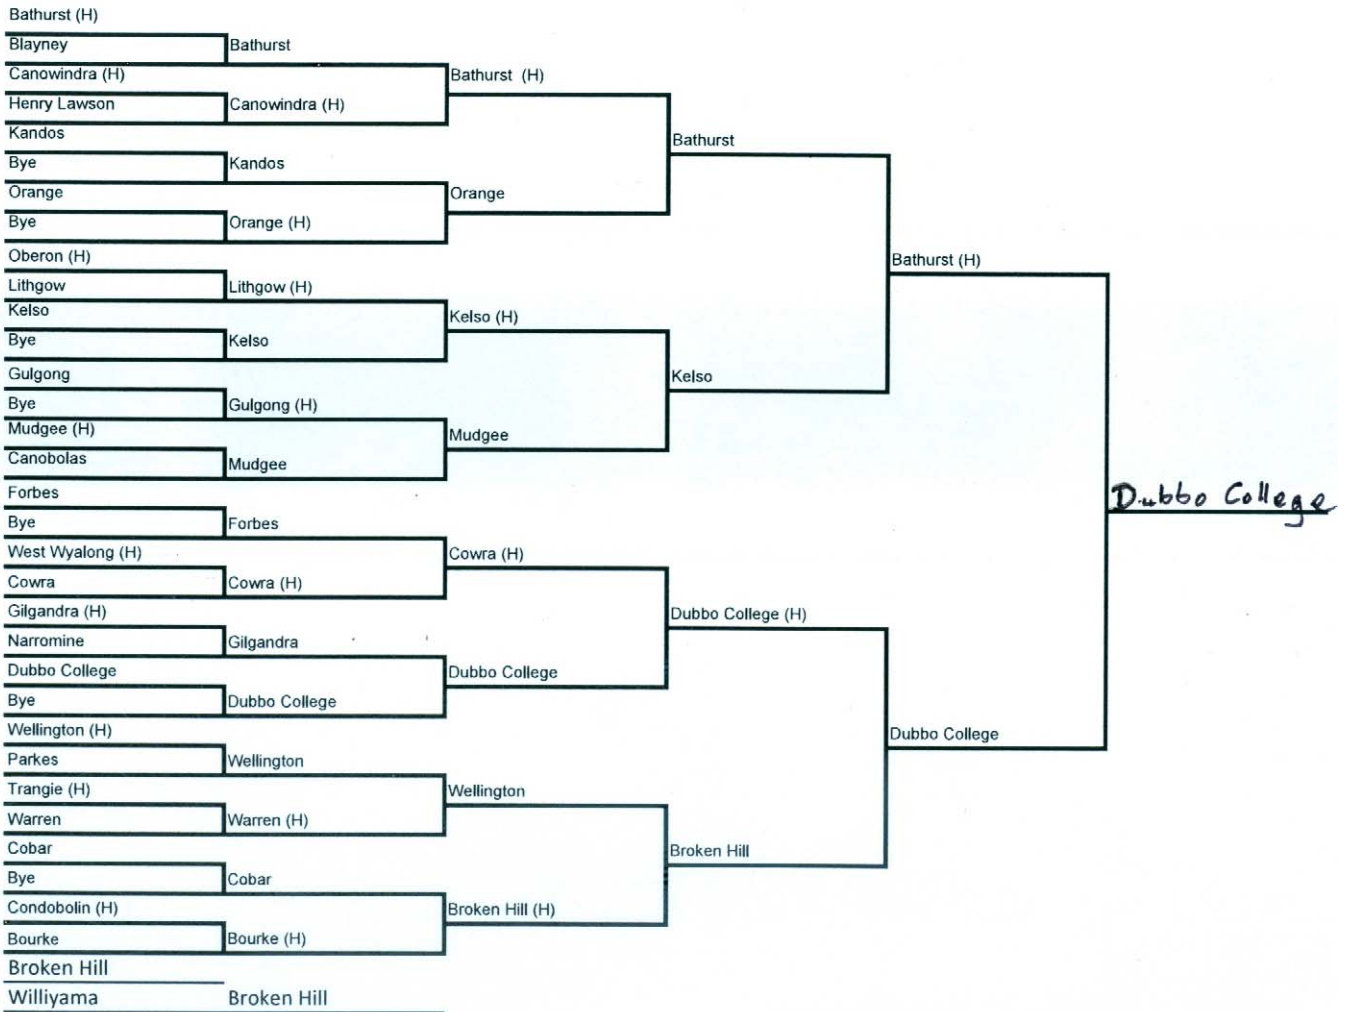 Bathurst (H)
Blayney
Bathurst
Canowindra (H)
Bathurst (H)
Henry Lawson
Canowindra (H)
Kandos
Bathurst
Bye
Kandos
Orange
Orange
Bye
Orange (H)
Oberon (H)
Bathurst (H)
Lithgow
Lithgow (H)
Kelso
Kelso (H)
Bye
Kelso
Gulgong
Kelso
Bye
Gulgong (H)
Mudgee (H)
Mudgee
Canobolas
Mudgee
Forbes
Dubbo College
Bye
Forbes
West Wyalong (H)
Cowra (H)
Cowra
Cowra (H)
Gilgandra (H)
Dubbo College (H)
Narromine
Gilgandra
Dubbo College
Dubbo College
Bye
Dubbo College
Wellington (H)
Dubbo College
Parkes
Wellington
Trangie (H)
Wellington
Warren
Warren (H)
Cobar
Broken Hill
Bye
Cobar
Condobolin (H)
Broken Hill (H)
Bourke
Bourke (H)
Broken Hill
Williyama
Broken Hill